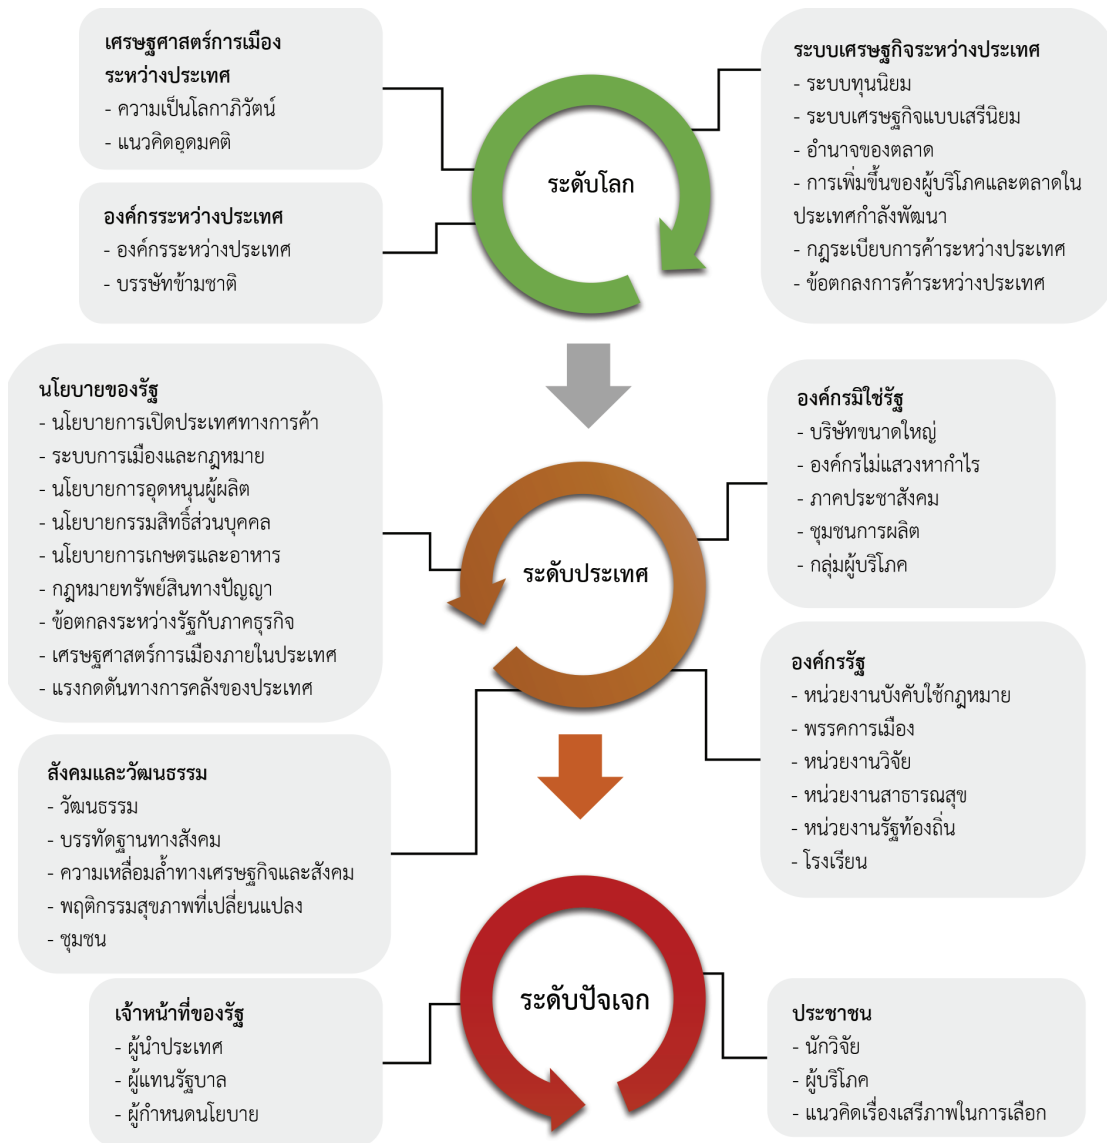 เศรษฐศาสตร์การเมือง
ระหว่างประเทศ
- ความเป็นโลกาภิวัตน์
- แนวคิดอุดมคติ
องค์กรระหว่างประเทศ
- องค์กรระหว่างประเทศ
- บรรษัทข้ามชาติ
ระดับโลก
ระบบเศรษฐกิจระหว่างประเทศ
- ระบบทุนนิยม
- ระบบเศรษฐกิจแบบเสรีนิยม
- อำนาจของตลาด
- การเพิ่มขึ้นของผู้บริโภคและตลาดใน
ประเทศกำลังพัฒนา
- กฎระเบียบการค้าระหว่างประเทศ
- ข้อตกลงการค้าระหว่างประเทศ
นโยบายของรัฐ
- นโยบายการเปิดประเทศทางการค้า
- ระบบการเมืองและกฎหมาย
- นโยบายการอุดหนุนผู้ผลิต
- นโยบายกรรมสิทธิ์ส่วนบุคคล
- นโยบายการเกษตรและอาหาร
- กฎหมายทรัพย์สินทางปัญญา
- ข้อตกลงระหว่างรัฐกับภาคธุรกิจ
- เศรษฐศาสตร์การเมืองภายในประเทศ
- แรงกดดันทางการคลังของประเทศ
ระดับประเทศ
องค์กรมิใช่รัฐ
- บริษัทขนาดใหญ่
- องค์กรไม่แสวงหากำไร
- ภาคประชาสังคม
- ชุมชนการผลิต
- กลุ่มผู้บริโภค
องค์กรรัฐ
- หน่วยงานบังคับใช้กฎหมาย
- พรรคการเมือง
- หน่วยงานวิจัย
- หน่วยงานสาธารณสุข
- หน่วยงานรัฐท้องถิ่น
- โรงเรียน
สังคมและวัฒนธรรม
- วัฒนธรรม
- บรรทัดฐานทางสังคม
- ความเหลื่อมล้ำทางเศรษฐกิจและสังคม
- พฤติกรรมสุขภาพที่เปลี่ยนแปลง
- ชุมชน
เจ้าหน้าที่ของรัฐ
- ผู้นำประเทศ
- ผู้แทนรัฐบาล
- ผู้กำหนดนโยบาย
ระดับปัจเจก
ประชาชน
- นักวิจัย
- ผู้บริโภค
- แนวคิดเรื่องเสรีภาพในการเลือก